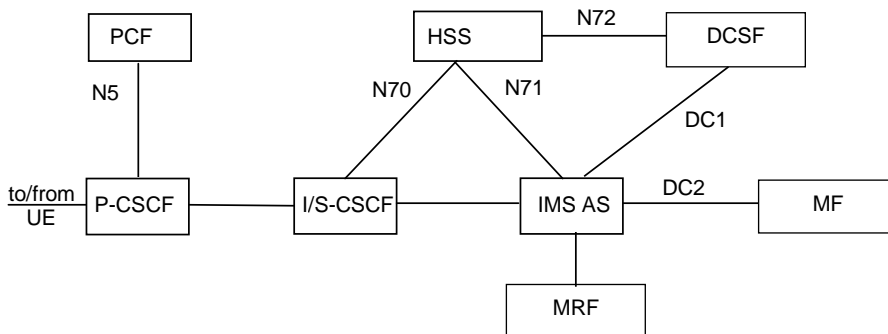 N72
PCF
HSS
DCSF
N5
N70
N71
DC1
to/from
UE
P-CSCF
I/S-CSCF
IMS AS
DC2
MF
MRF